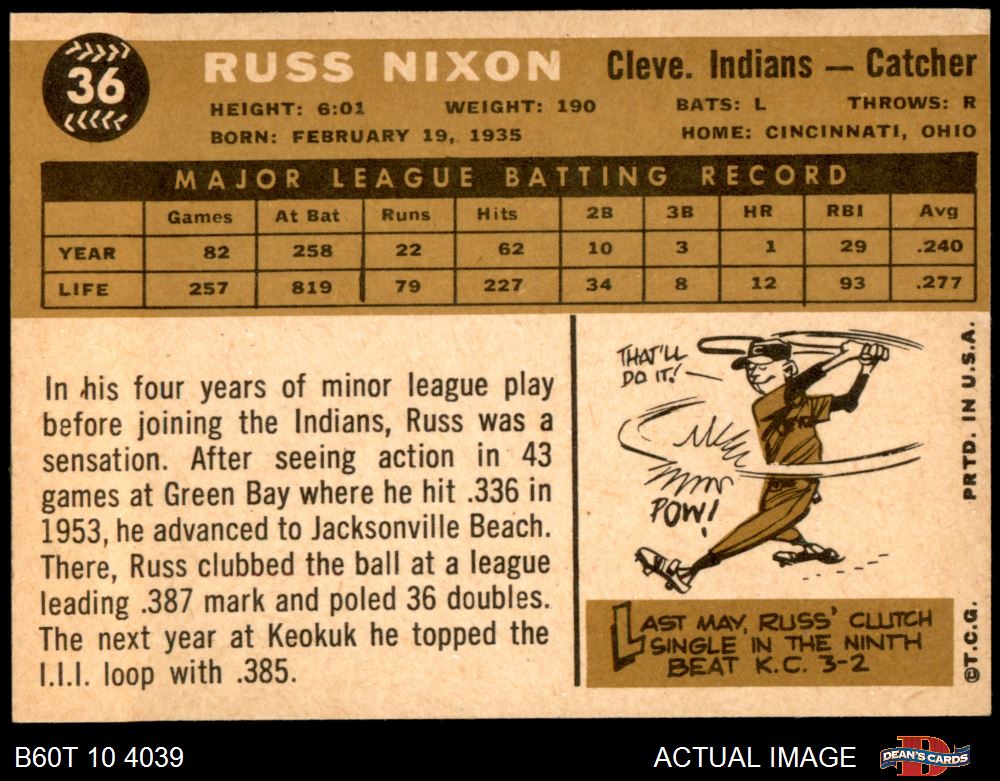 36
RUSS NIXON
Cleve. Indians — Catcher
HEIGHT: 6:01 WEIGHT: 190 BATS: L THROWS: R
BORN: FEBRUARY 19, 1935 HOME: CINCINNATI, OHIO
MAJOR LEAGUE BATTING RECORD
Games At Bat Runs Hits 2B 3B HR RBI Avg
YEAR 82 258 22 62 10 3 1 29 .240
LIFE 257 819 79 227 34 8 12 93 .277
In his four years of minor league play
before joining the Indians, Russ was a
sensation. After seeing action in 43
games at Green Bay where he hit .336 in
1953, he advanced to Jacksonville Beach.
There, Russ clubbed the ball at a league
leading .387 mark and poled 36 doubles.
The next year at Keokuk he topped the
I.I.I. loop with .385.
THAT'LL
DO IT!
POW!
LAST MAY, RUSS' CLUTCH
SINGLE IN THE NINTH
BEAT K.C. 3-2
PRTD. IN U.S.A.
©T.C.G.
B60T 10 4039
ACTUAL IMAGE
DEAN'S CARDS